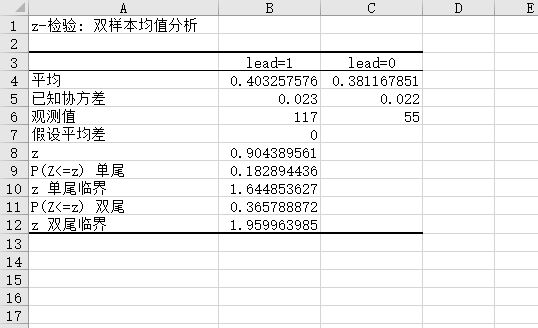 A B C D E
1 z-检验: 双样本均值分析
2
3 lead=1 lead=0
4 平均 0.403257576 0.381167851
5 已知协方差 0.023 0.022
6 观测值 117 55
7 假设平均差 0
8 z 0.904389561
9 P(Z<=z) 单尾 0.182894436
10 z 单尾临界 1.644853627
11 P(Z<=z) 双尾 0.365788872
12 z 双尾临界 1.959963985
13
14
15
16
17